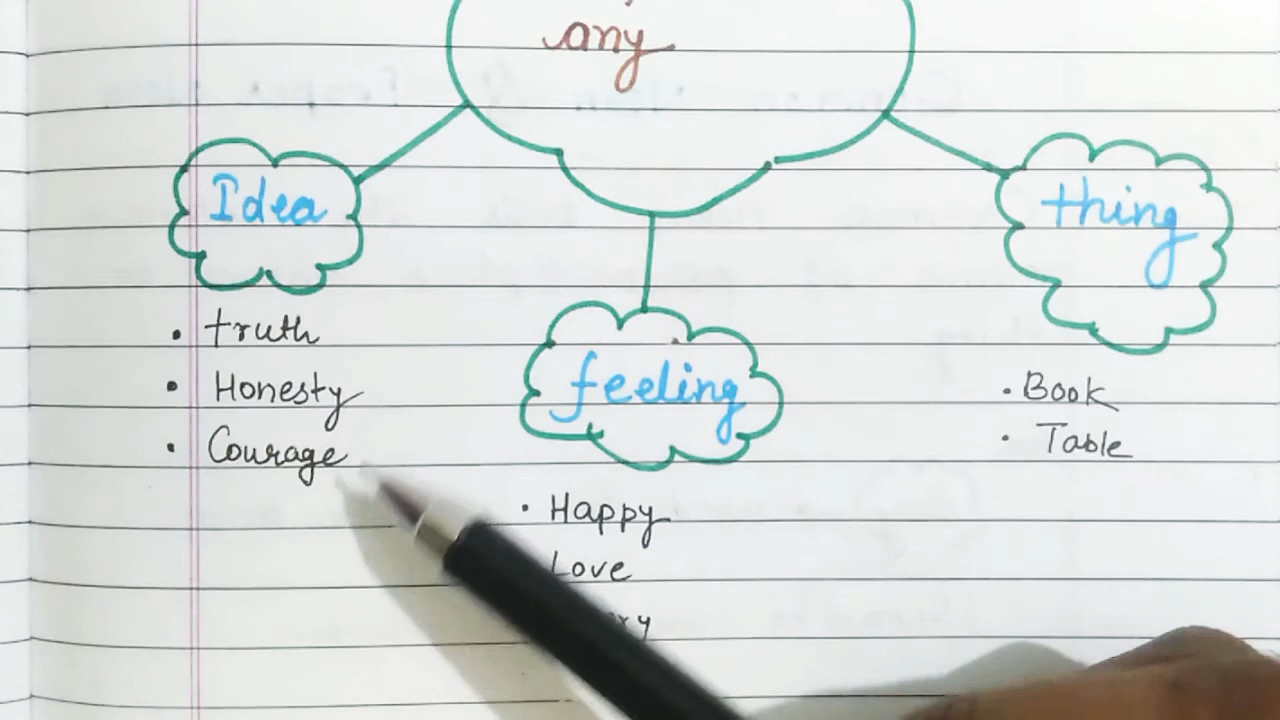 any
Idea
• truth
• Honesty
• Courage
feeling
• Happy
Love
thing
• Book
• Table